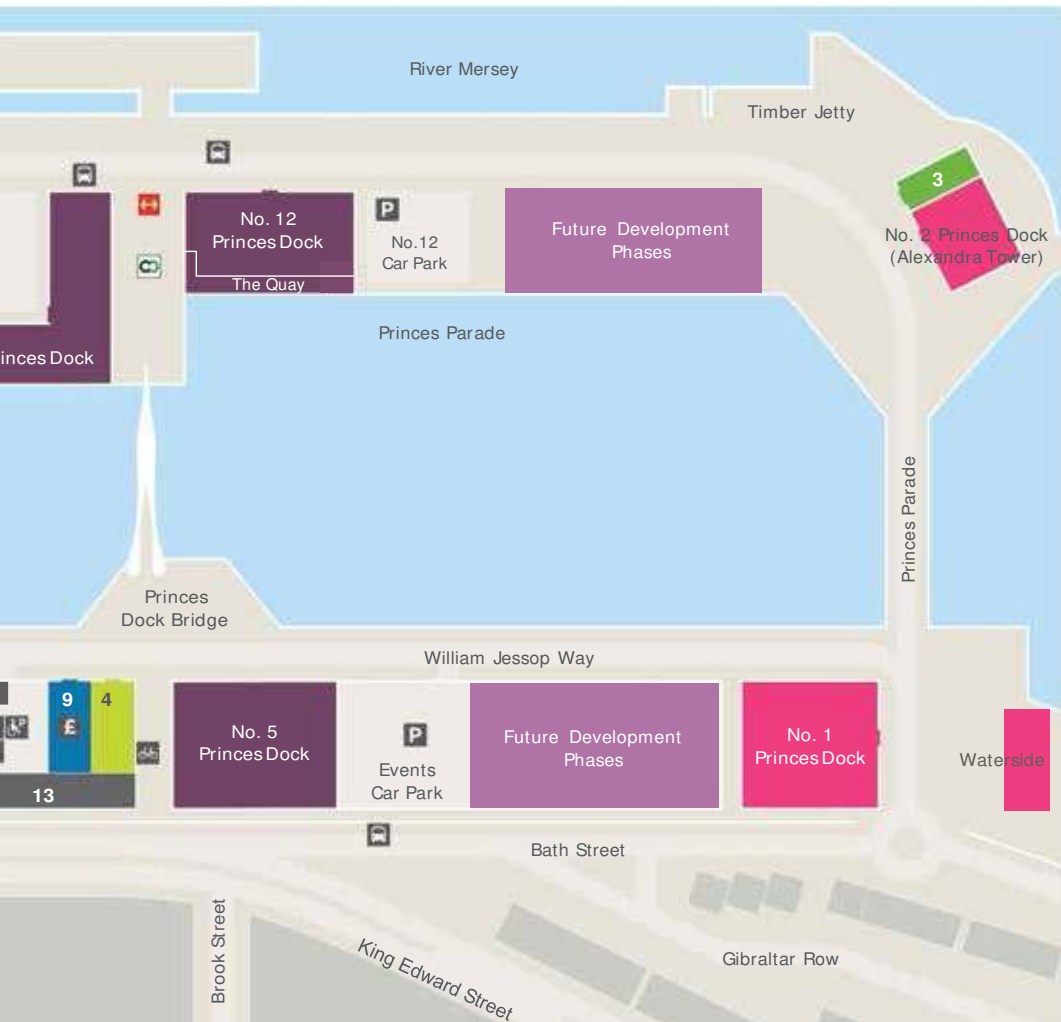 River Mersey
Timber Jetty
3
No. 12
Princes Dock
P
No.12
Car Park
Future Development
Phases
No. 2 Princes Dock
(Alexandra Tower)
The Quay
Princes Parade
inces Dock
Princes Parade
Princes
Dock Bridge
William Jessop Way
9
4
£
No. 5
Princes Dock
P
Events
Car Park
Future Development
Phases
No. 1
Princes Dock
Waterside
13
Bath Street
Brook Street
King Edward Street
Gibraltar Row